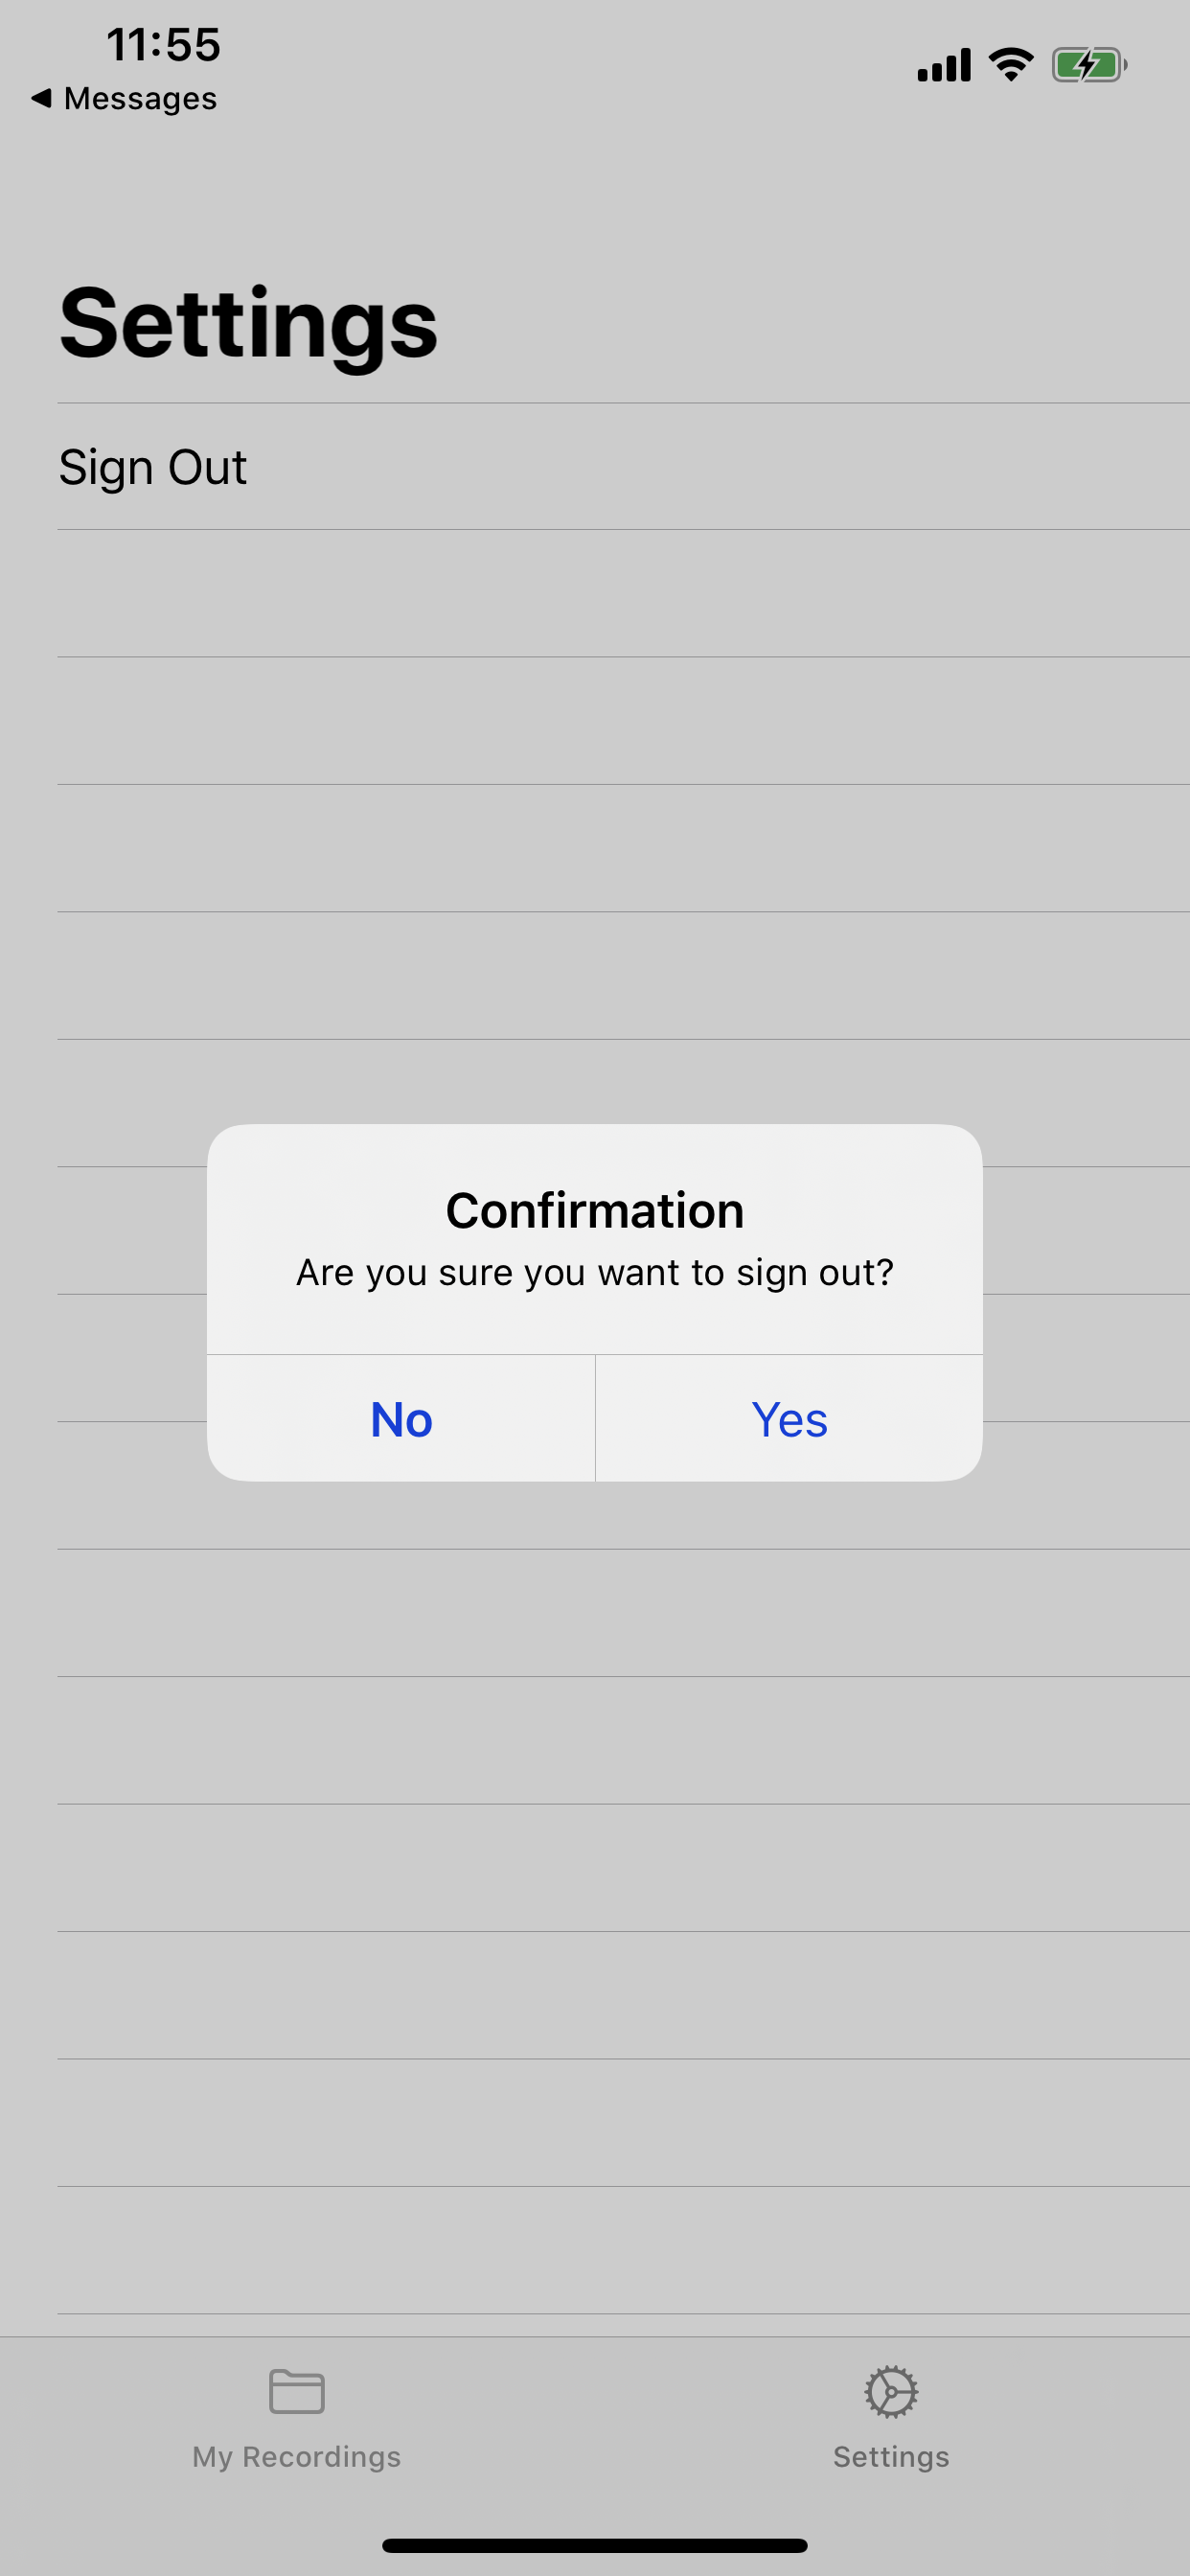 11:55
Messages
Settings
Sign Out
Confirmation
Are you sure you want to sign out?
No
Yes
My Recordings
Settings